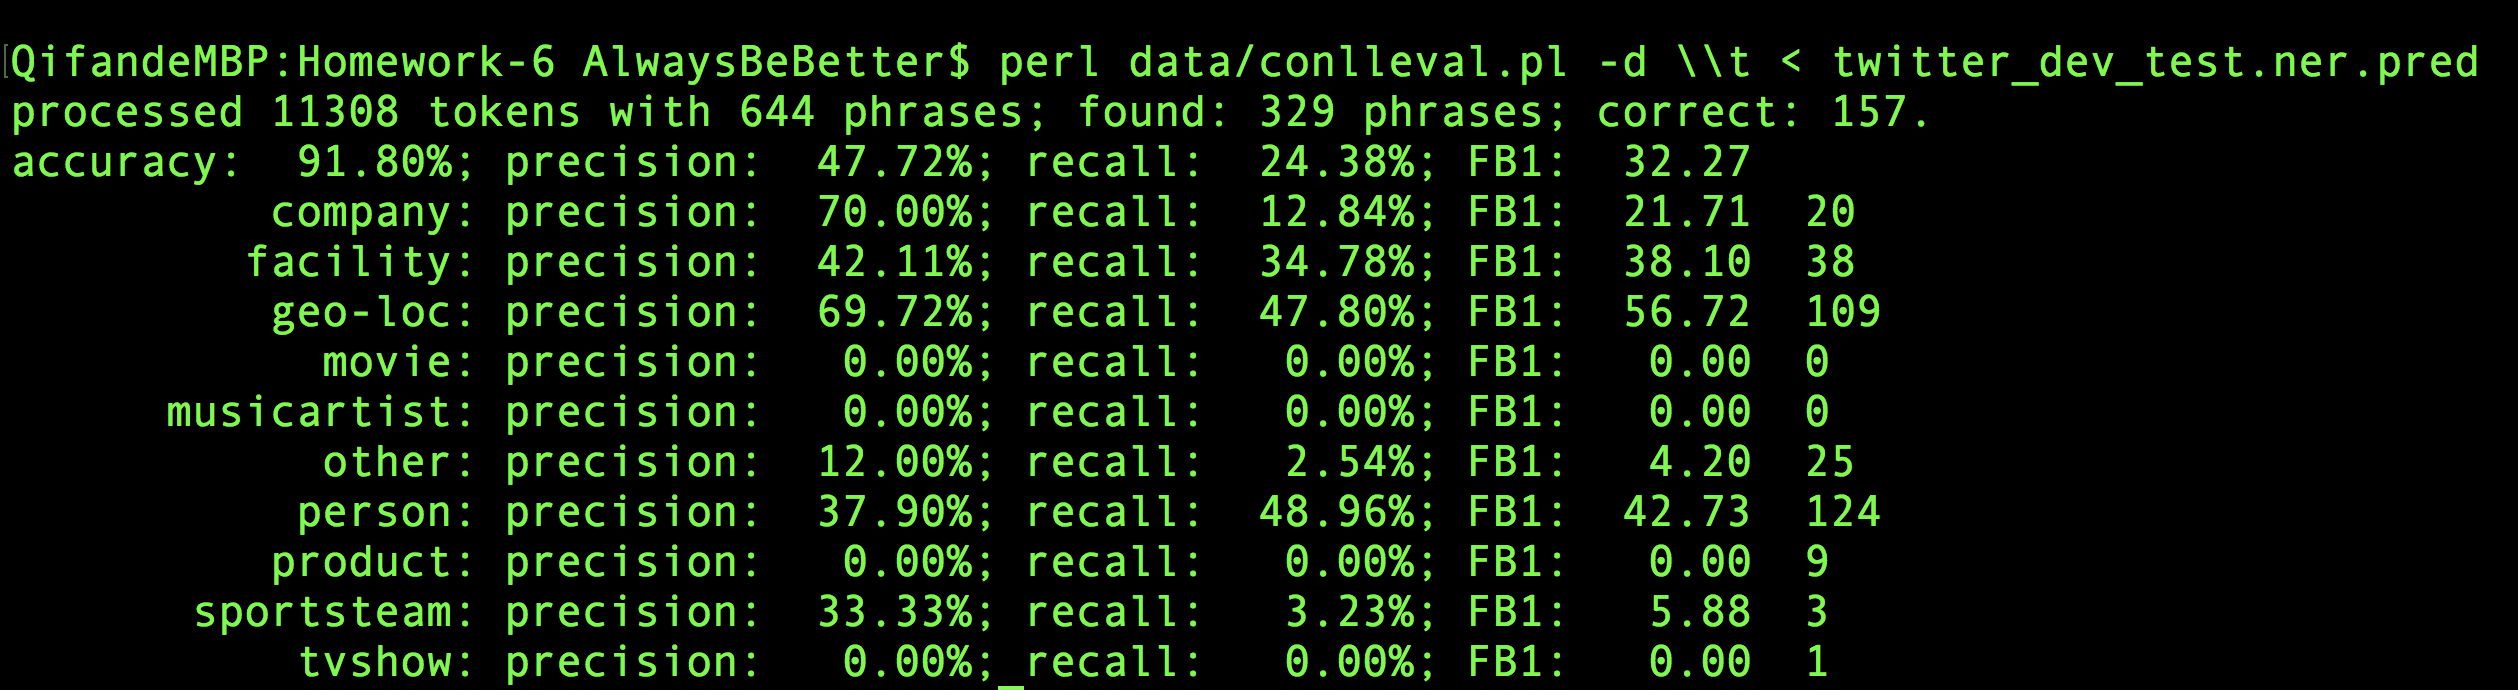 [QifandeMBP:Homework-6 AlwaysBeBetter$ perl data/conlleval.pl -d \\t < twitter_dev_test.ner.pred
processed 11308 tokens with 644 phrases; found: 329 phrases; correct: 157.
accuracy:  91.80%; precision:  47.72%; recall:  24.38%; FB1:  32.27
          company: precision:  70.00%; recall:  12.84%; FB1:  21.71  20
         facility: precision:  42.11%; recall:  34.78%; FB1:  38.10  38
          geo-loc: precision:  69.72%; recall:  47.80%; FB1:  56.72  109
            movie: precision:   0.00%; recall:   0.00%; FB1:   0.00  0
      musicartist: precision:   0.00%; recall:   0.00%; FB1:   0.00  0
            other: precision:  12.00%; recall:   2.54%; FB1:   4.20  25
           person: precision:  37.90%; recall:  48.96%; FB1:  42.73  124
          product: precision:   0.00%; recall:   0.00%; FB1:   0.00  9
       sportsteam: precision:  33.33%; recall:   3.23%; FB1:   5.88  3
           tvshow: precision:   0.00%; recall:   0.00%; FB1:   0.00  1